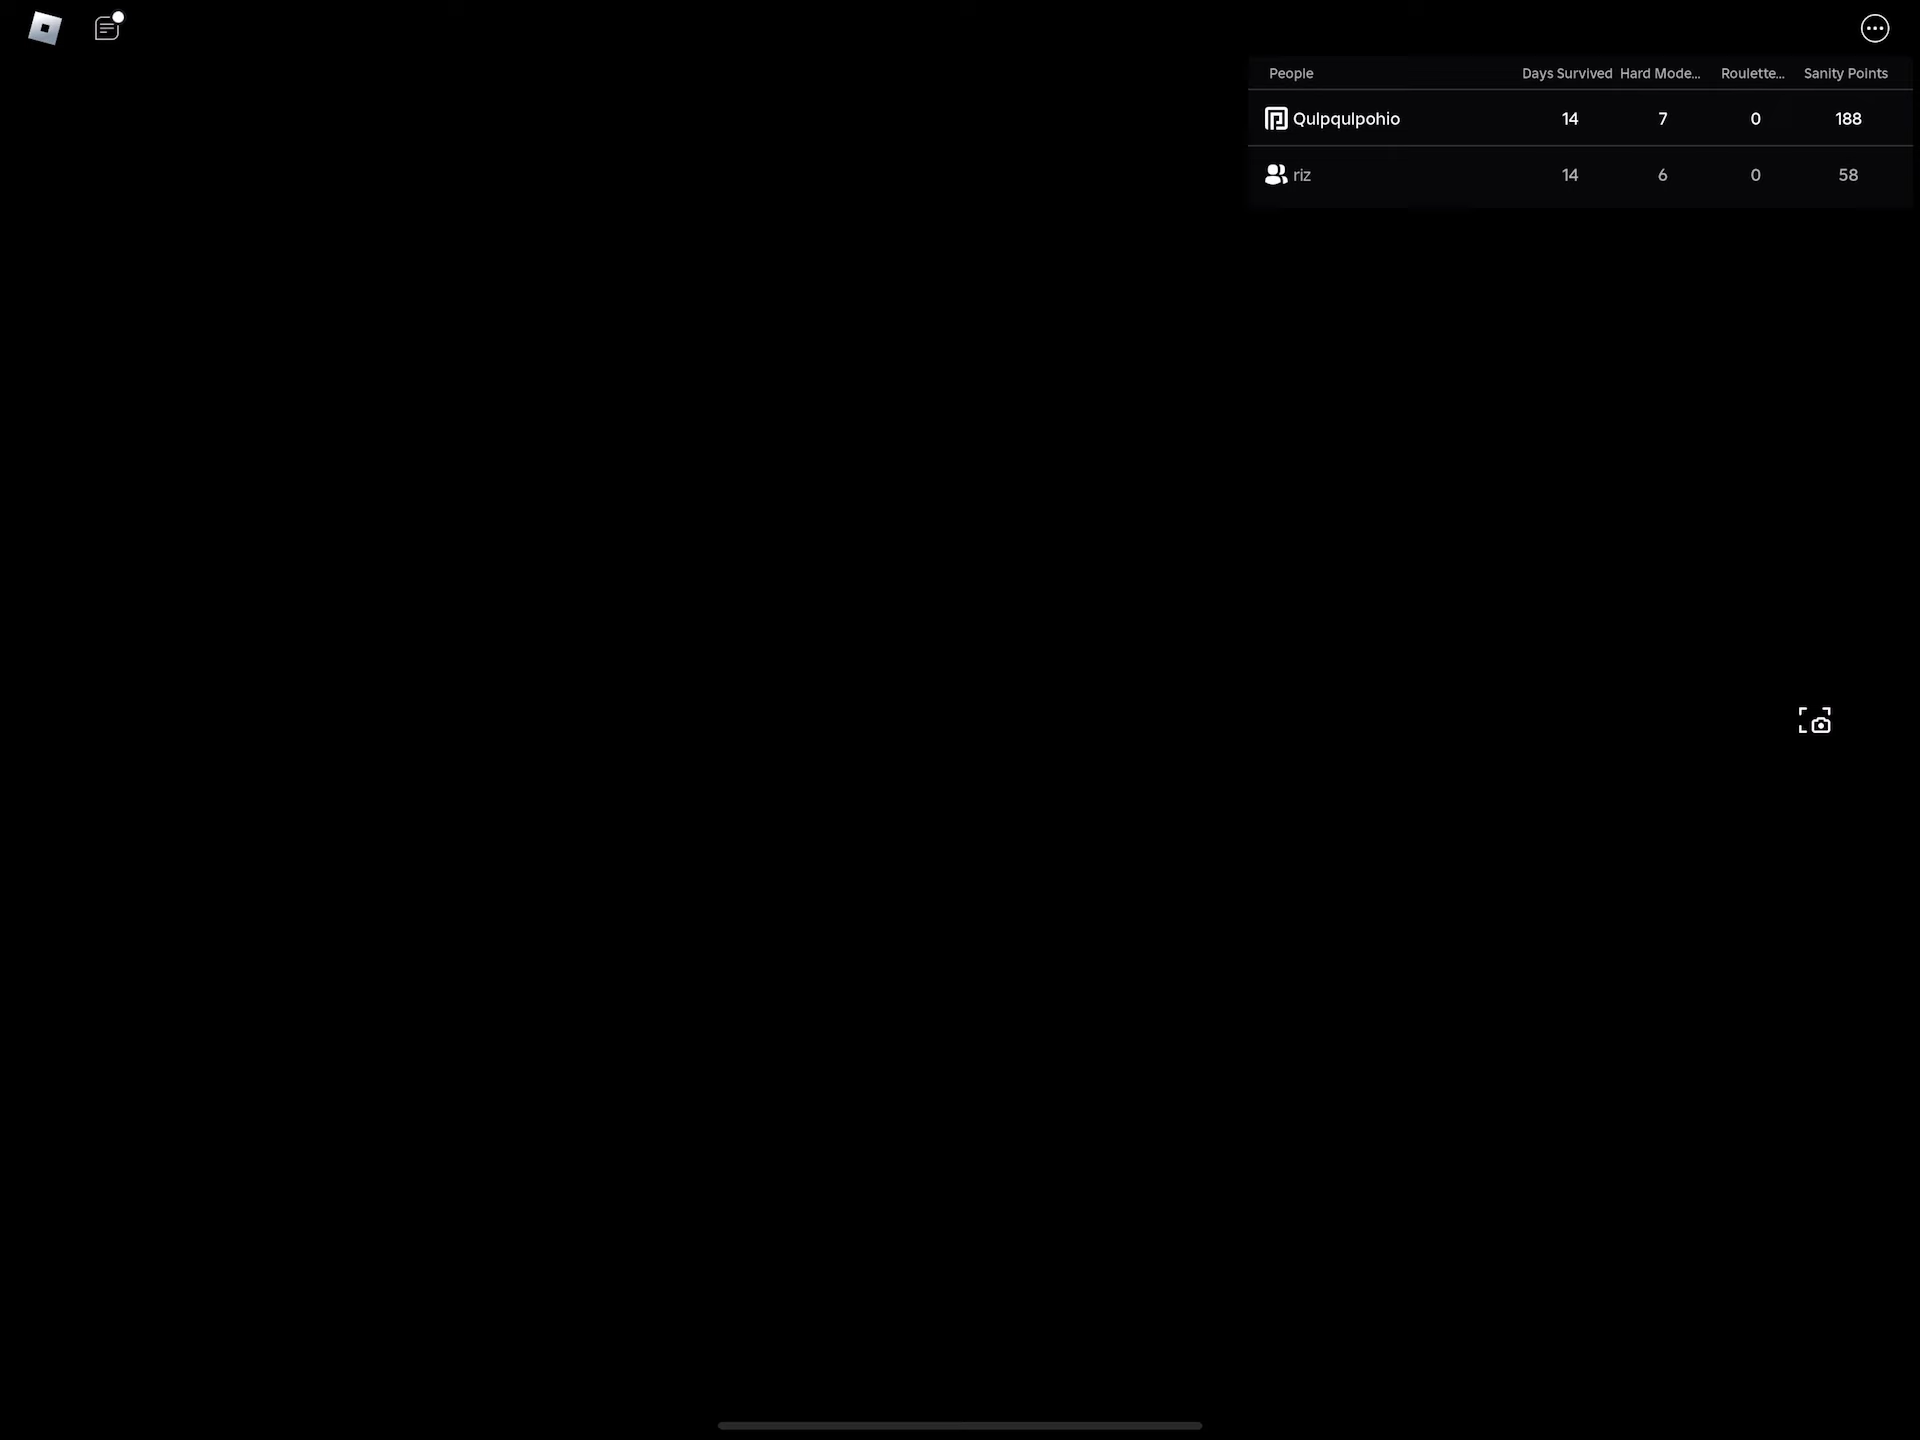 People Days Survived Hard Mode... Roulette... Sanity Points
Qulpqulpohio 14 7 0 188
riz 14 6 0 58